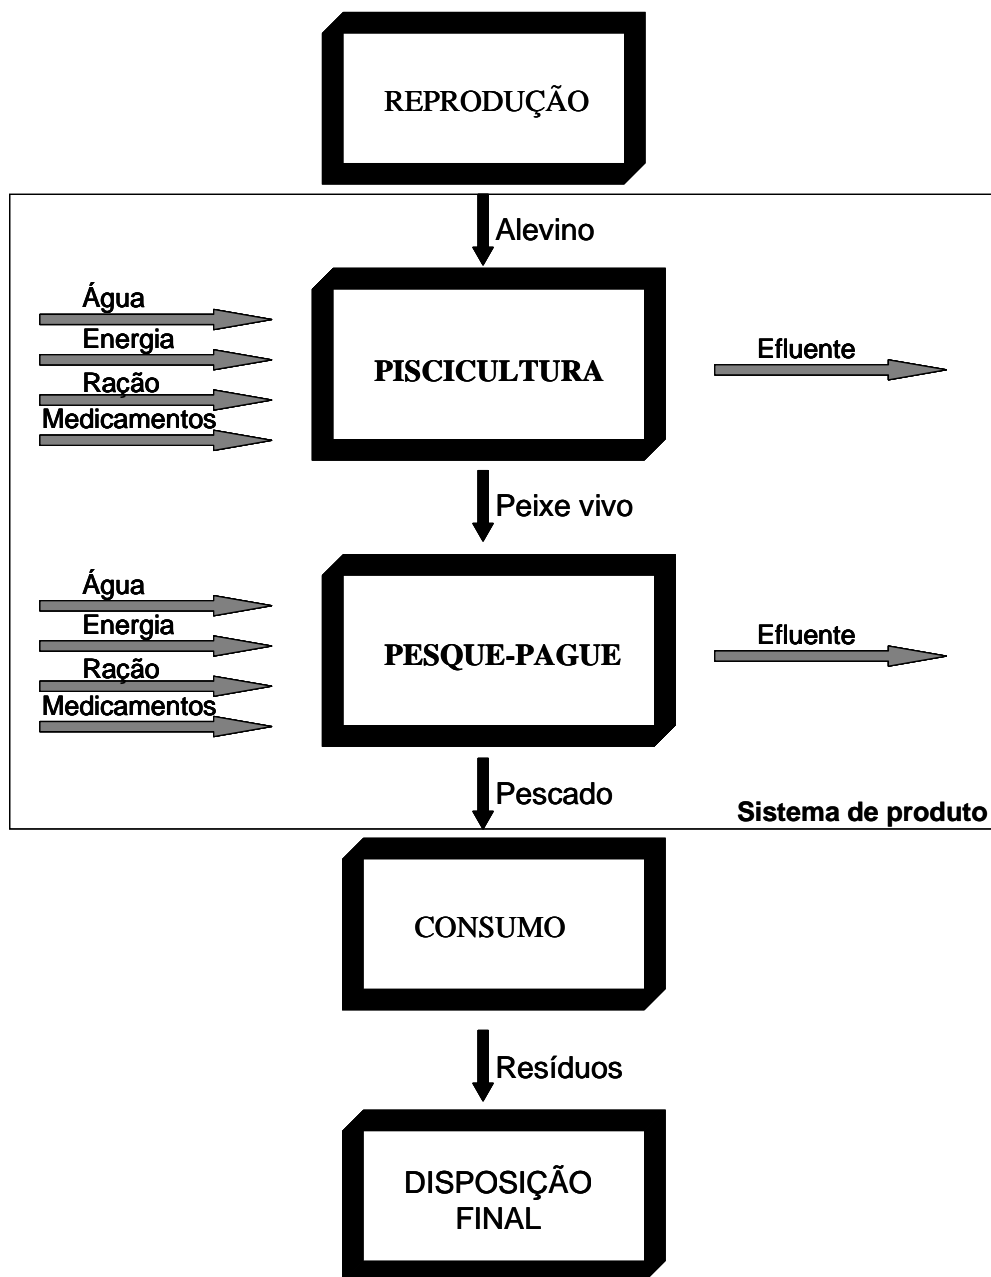 REPRODUÇÃO
Alevino
Água
Energia
Ração
Medicamentos
PISCICULTURA
Efluente
Peixe vivo
Água
Energia
Ração
Medicamentos
PESQUE-PAGUE
Efluente
Pescado
Sistema de produto
CONSUMO
Resíduos
DISPOSIÇÃO
FINAL